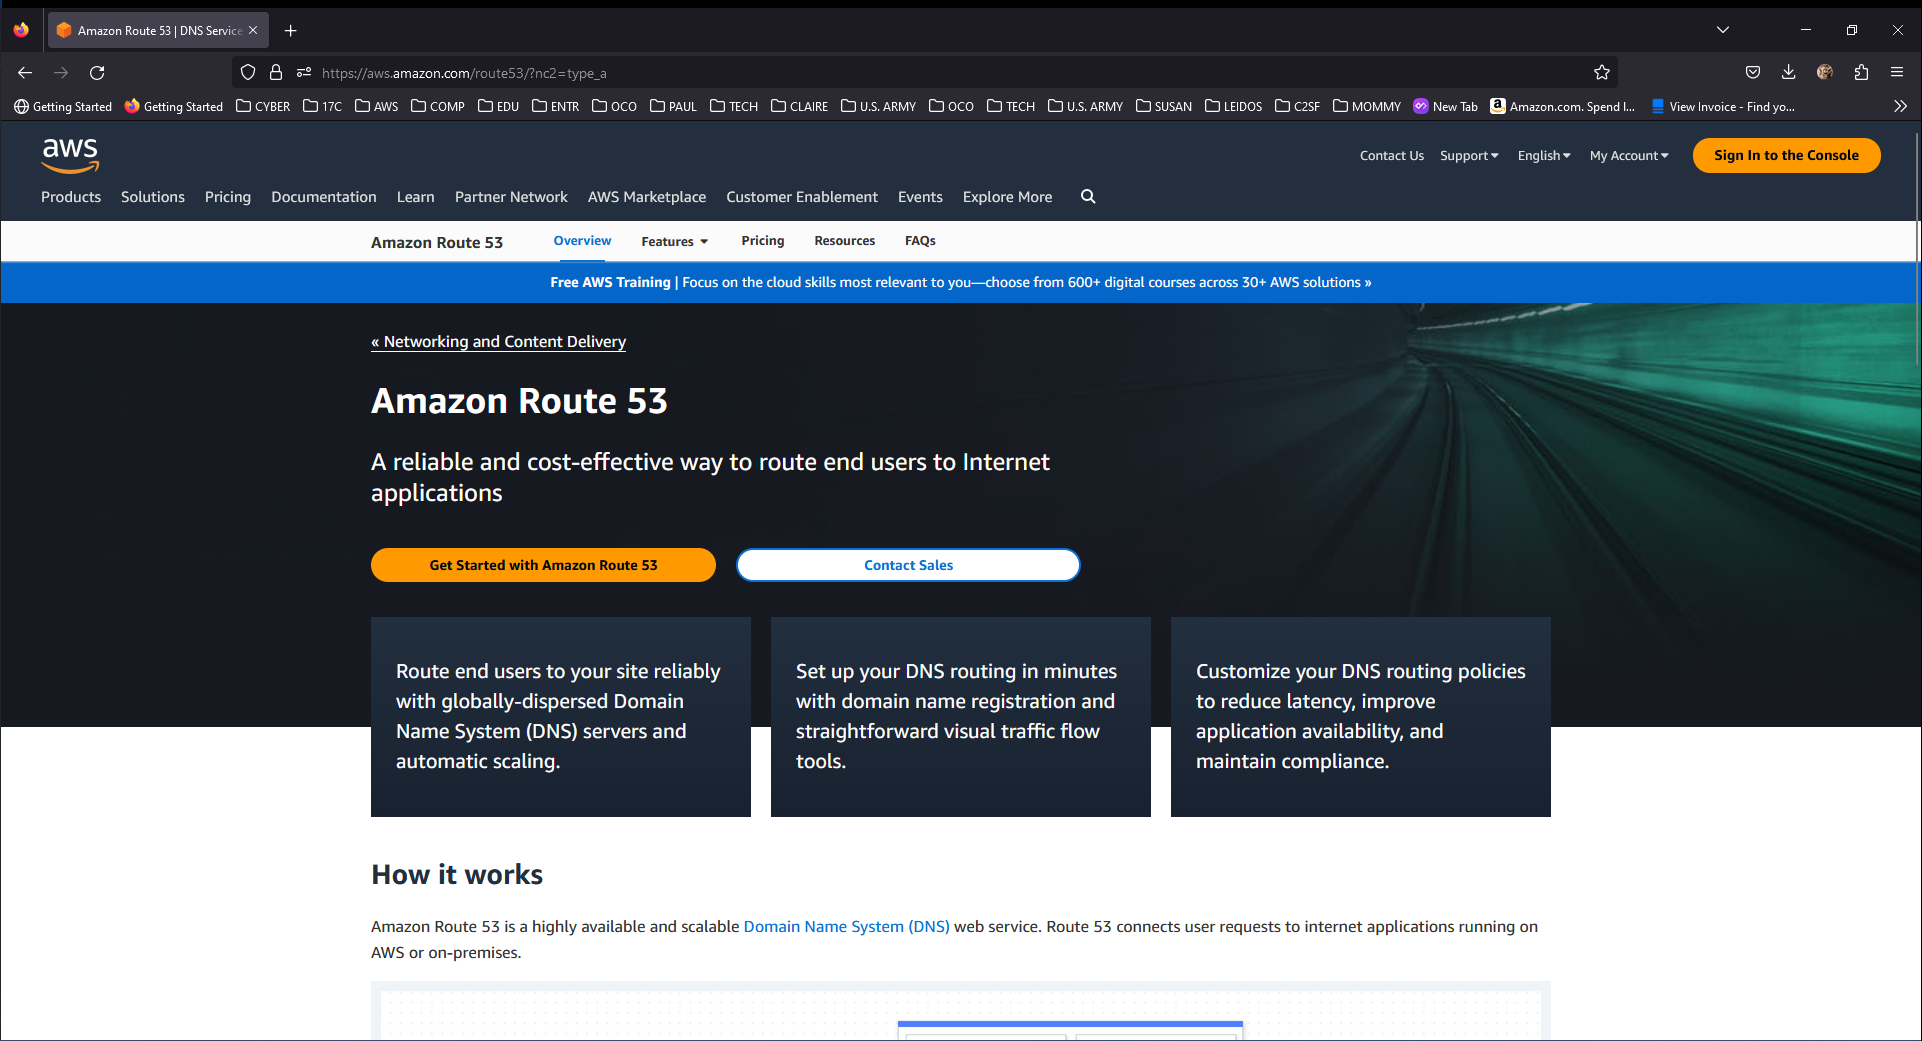 Amazon Route 53 | DNS Service
https://aws.amazon.com/route53/?nc2=type_a
Getting Started Getting Started CYBER 17C AWS COMP EDU ENTR OCO PAUL TECH CLAIRE U.S. ARMY OCO TECH U.S. ARMY SUSAN LEIDOS C2SF MOMMY New Tab Amazon.com. Spend l... View Invoice - Find yo...
aws
Contact Us Support English My Account Sign In to the Console
Products Solutions Pricing Documentation Learn Partner Network AWS Marketplace Customer Enablement Events Explore More
Amazon Route 53 Overview Features Pricing Resources FAQs
Free AWS Training | Focus on the cloud skills most relevant to you—choose from 600+ digital courses across 30+ AWS solutions »
« Networking and Content Delivery
Amazon Route 53
A reliable and cost-effective way to route end users to Internet
applications
Get Started with Amazon Route 53 Contact Sales
Route end users to your site reliably
with globally-dispersed Domain
Name System (DNS) servers and
automatic scaling.
Set up your DNS routing in minutes
with domain name registration and
straightforward visual traffic flow
tools.
Customize your DNS routing policies
to reduce latency, improve
application availability, and
maintain compliance.
How it works
Amazon Route 53 is a highly available and scalable Domain Name System (DNS) web service. Route 53 connects user requests to internet applications running on
AWS or on-premises.